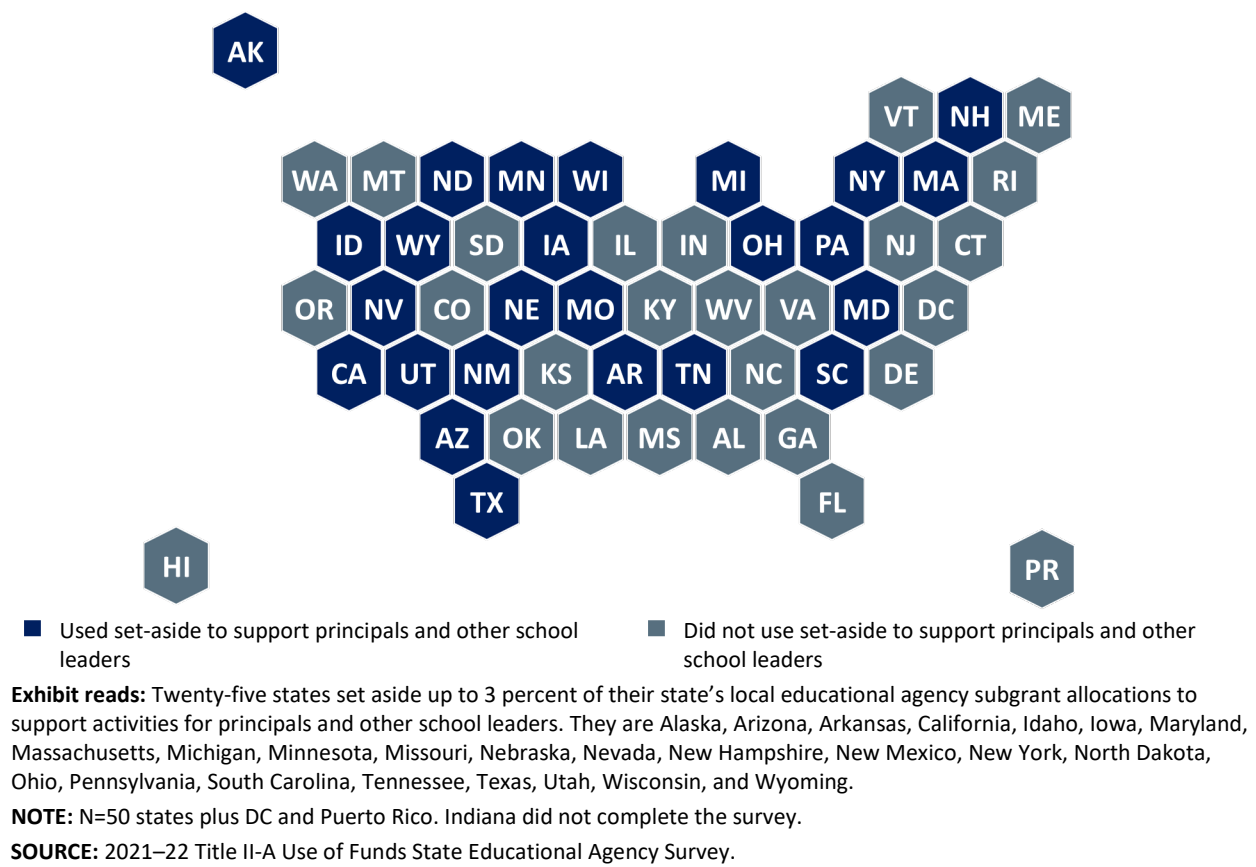 AK
VT NH ME
WA MT ND MN WI MI NY MA RI
ID WY SD IA IL IN OH PA NJ CT
OR NV CO NE MO KY WV VA MD DC
CA UT NM KS AR TN NC SC DE
AZ OK LA MS AL GA
TX FL
HI PR
Used set-aside to support principals and other school
leaders
Did not use set-aside to support principals and other
school leaders
Exhibit reads: Twenty-five states set aside up to 3 percent of their state’s local educational agency subgrant allocations to
support activities for principals and other school leaders. They are Alaska, Arizona, Arkansas, California, Idaho, Iowa, Maryland,
Massachusetts, Michigan, Minnesota, Missouri, Nebraska, Nevada, New Hampshire, New Mexico, New York, North Dakota,
Ohio, Pennsylvania, South Carolina, Tennessee, Texas, Utah, Wisconsin, and Wyoming.
NOTE: N=50 states plus DC and Puerto Rico. Indiana did not complete the survey.
SOURCE: 2021–22 Title II-A Use of Funds State Educational Agency Survey.